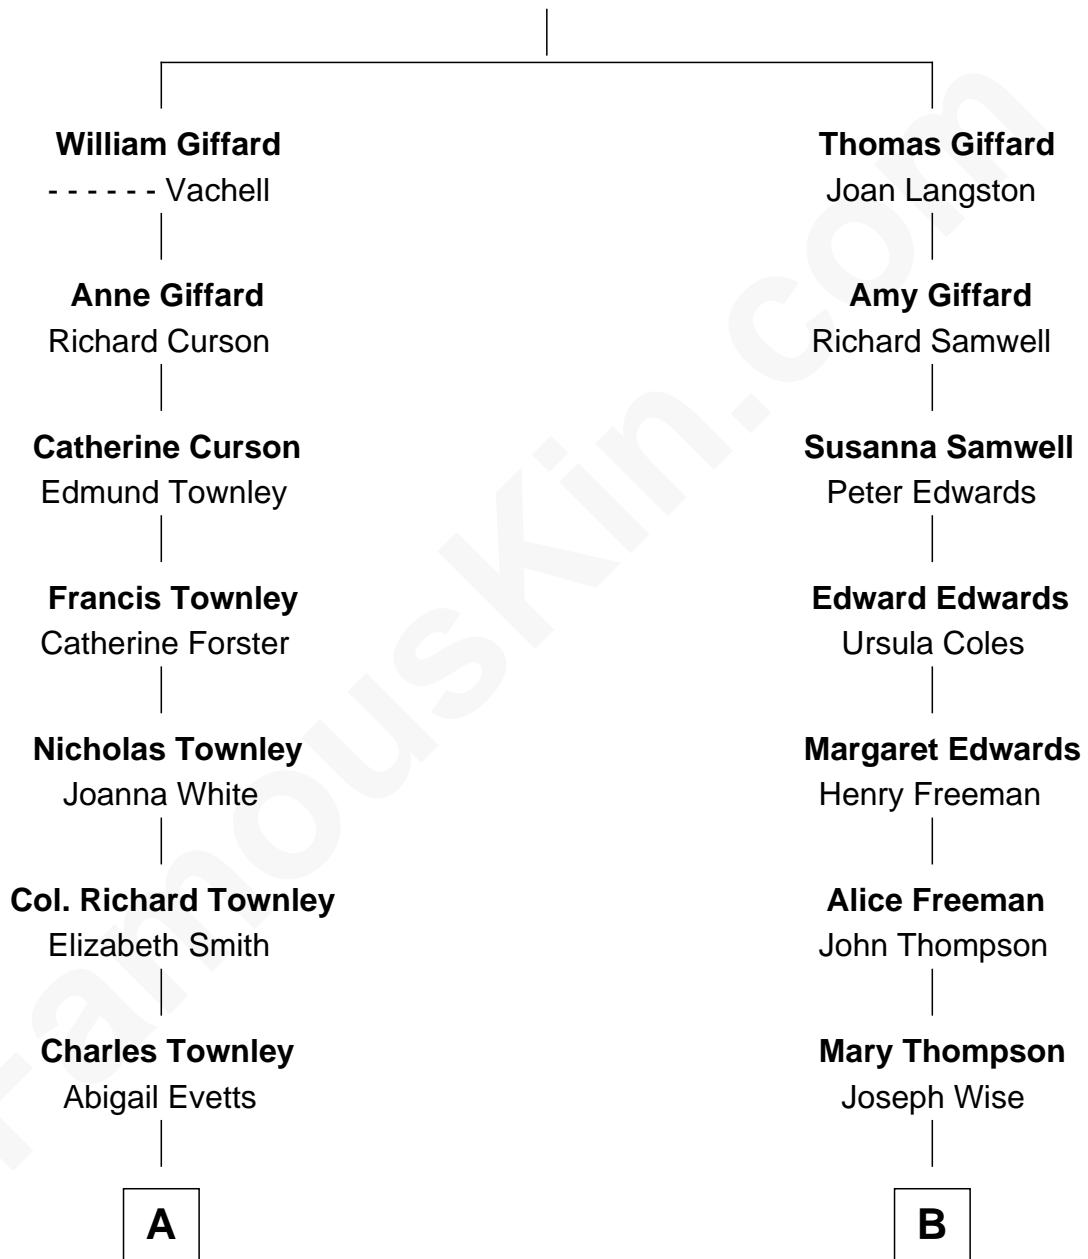 William Giffard
- - - - - - Vachell
Anne Giffard
Richard Curson
Catherine Curson
Edmund Townley
Francis Townley
Catherine Forster
Nicholas Townley
Joanna White
Col. Richard Townley
Elizabeth Smith
Charles Townley
Abigail Evetts
A
Thomas Giffard
Joan Langston
Amy Giffard
Richard Samwell
Susanna Samwell
Peter Edwards
Edward Edwards
Ursula Coles
Margaret Edwards
Henry Freeman
Alice Freeman
John Thompson
Mary Thompson
Joseph Wise
B
FamousKin.com